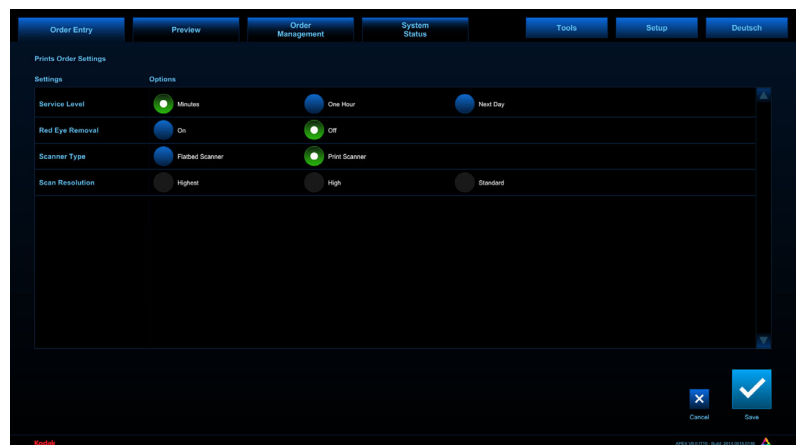 Order Entry
Preview
Order
Management
System
Status
Tools
Setup
Deutsch
Prints Order Settings
Settings Options
Service Level Minutes One Hour Next Day
Red Eye Removal On Off
Scanner Type Flatbed Scanner Print Scanner
Scan Resolution Highest High Standard
Cancel Save
Kodak